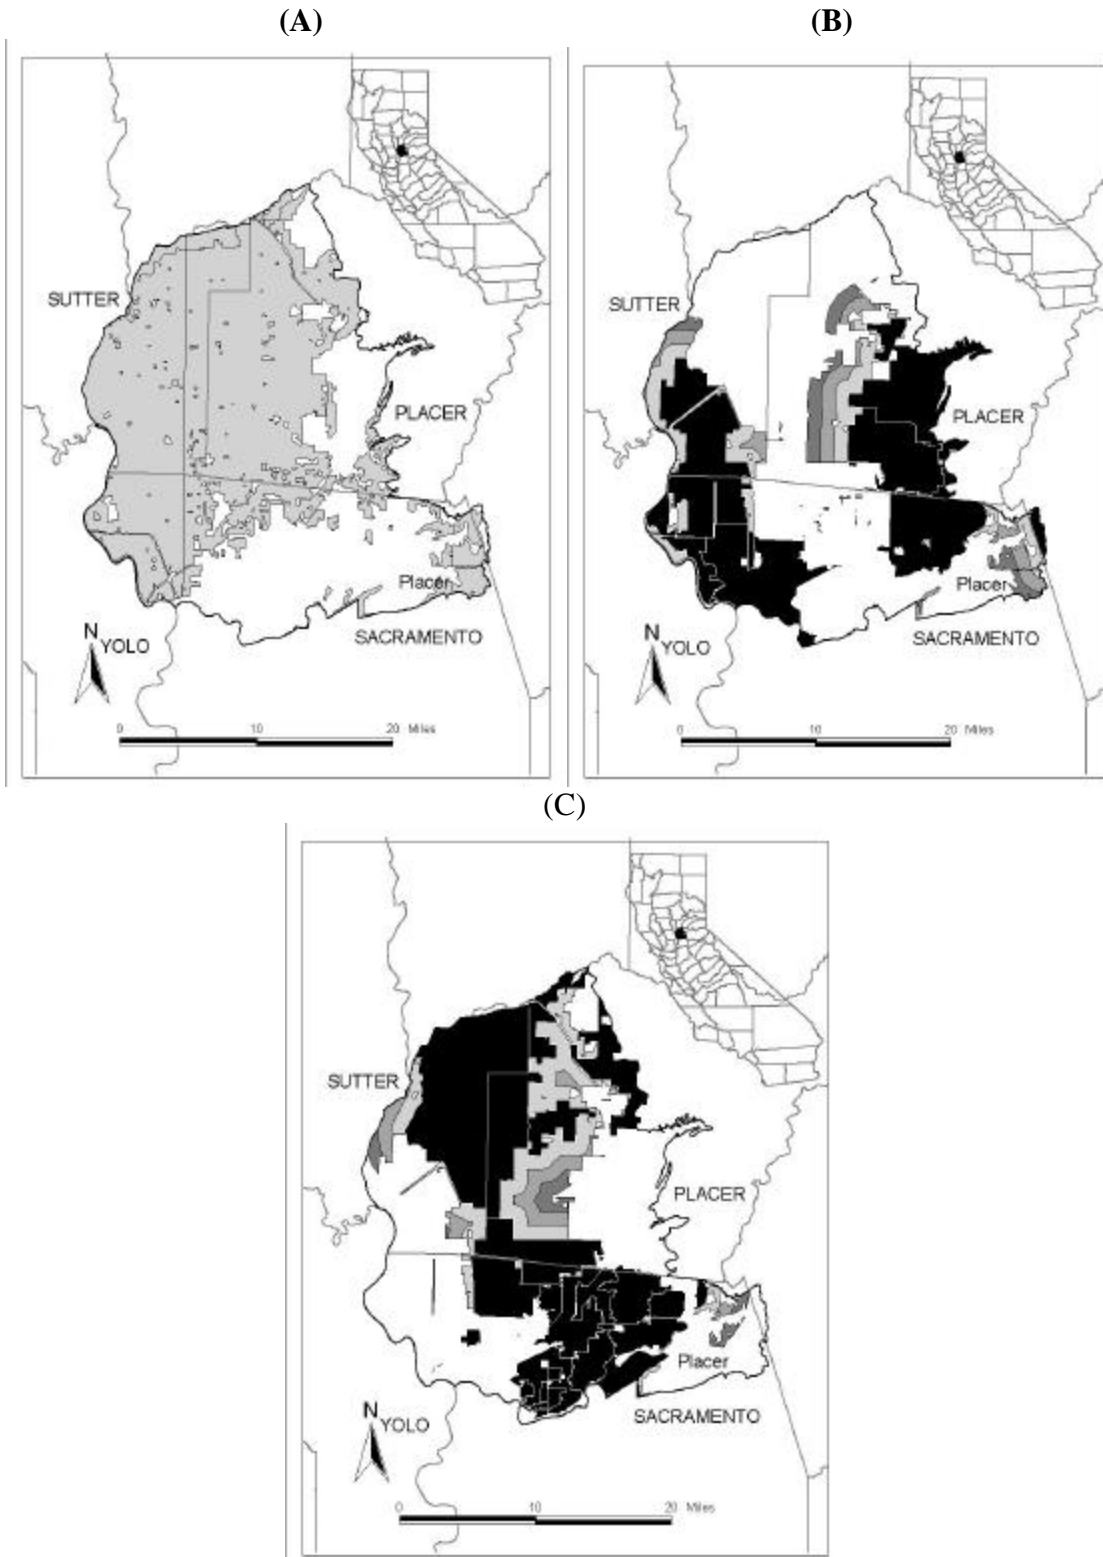 (A)
SUTTER
PLACER
Placer
SACRAMENTO
N
YOLO
0 10 20 Miles
(B)
SUTTER
PLACER
Placer
SACRAMENTO
N
YOLO
0 10 20 Miles
(C)
SUTTER
PLACER
Placer
SACRAMENTO
N
YOLO
0 10 20 Miles